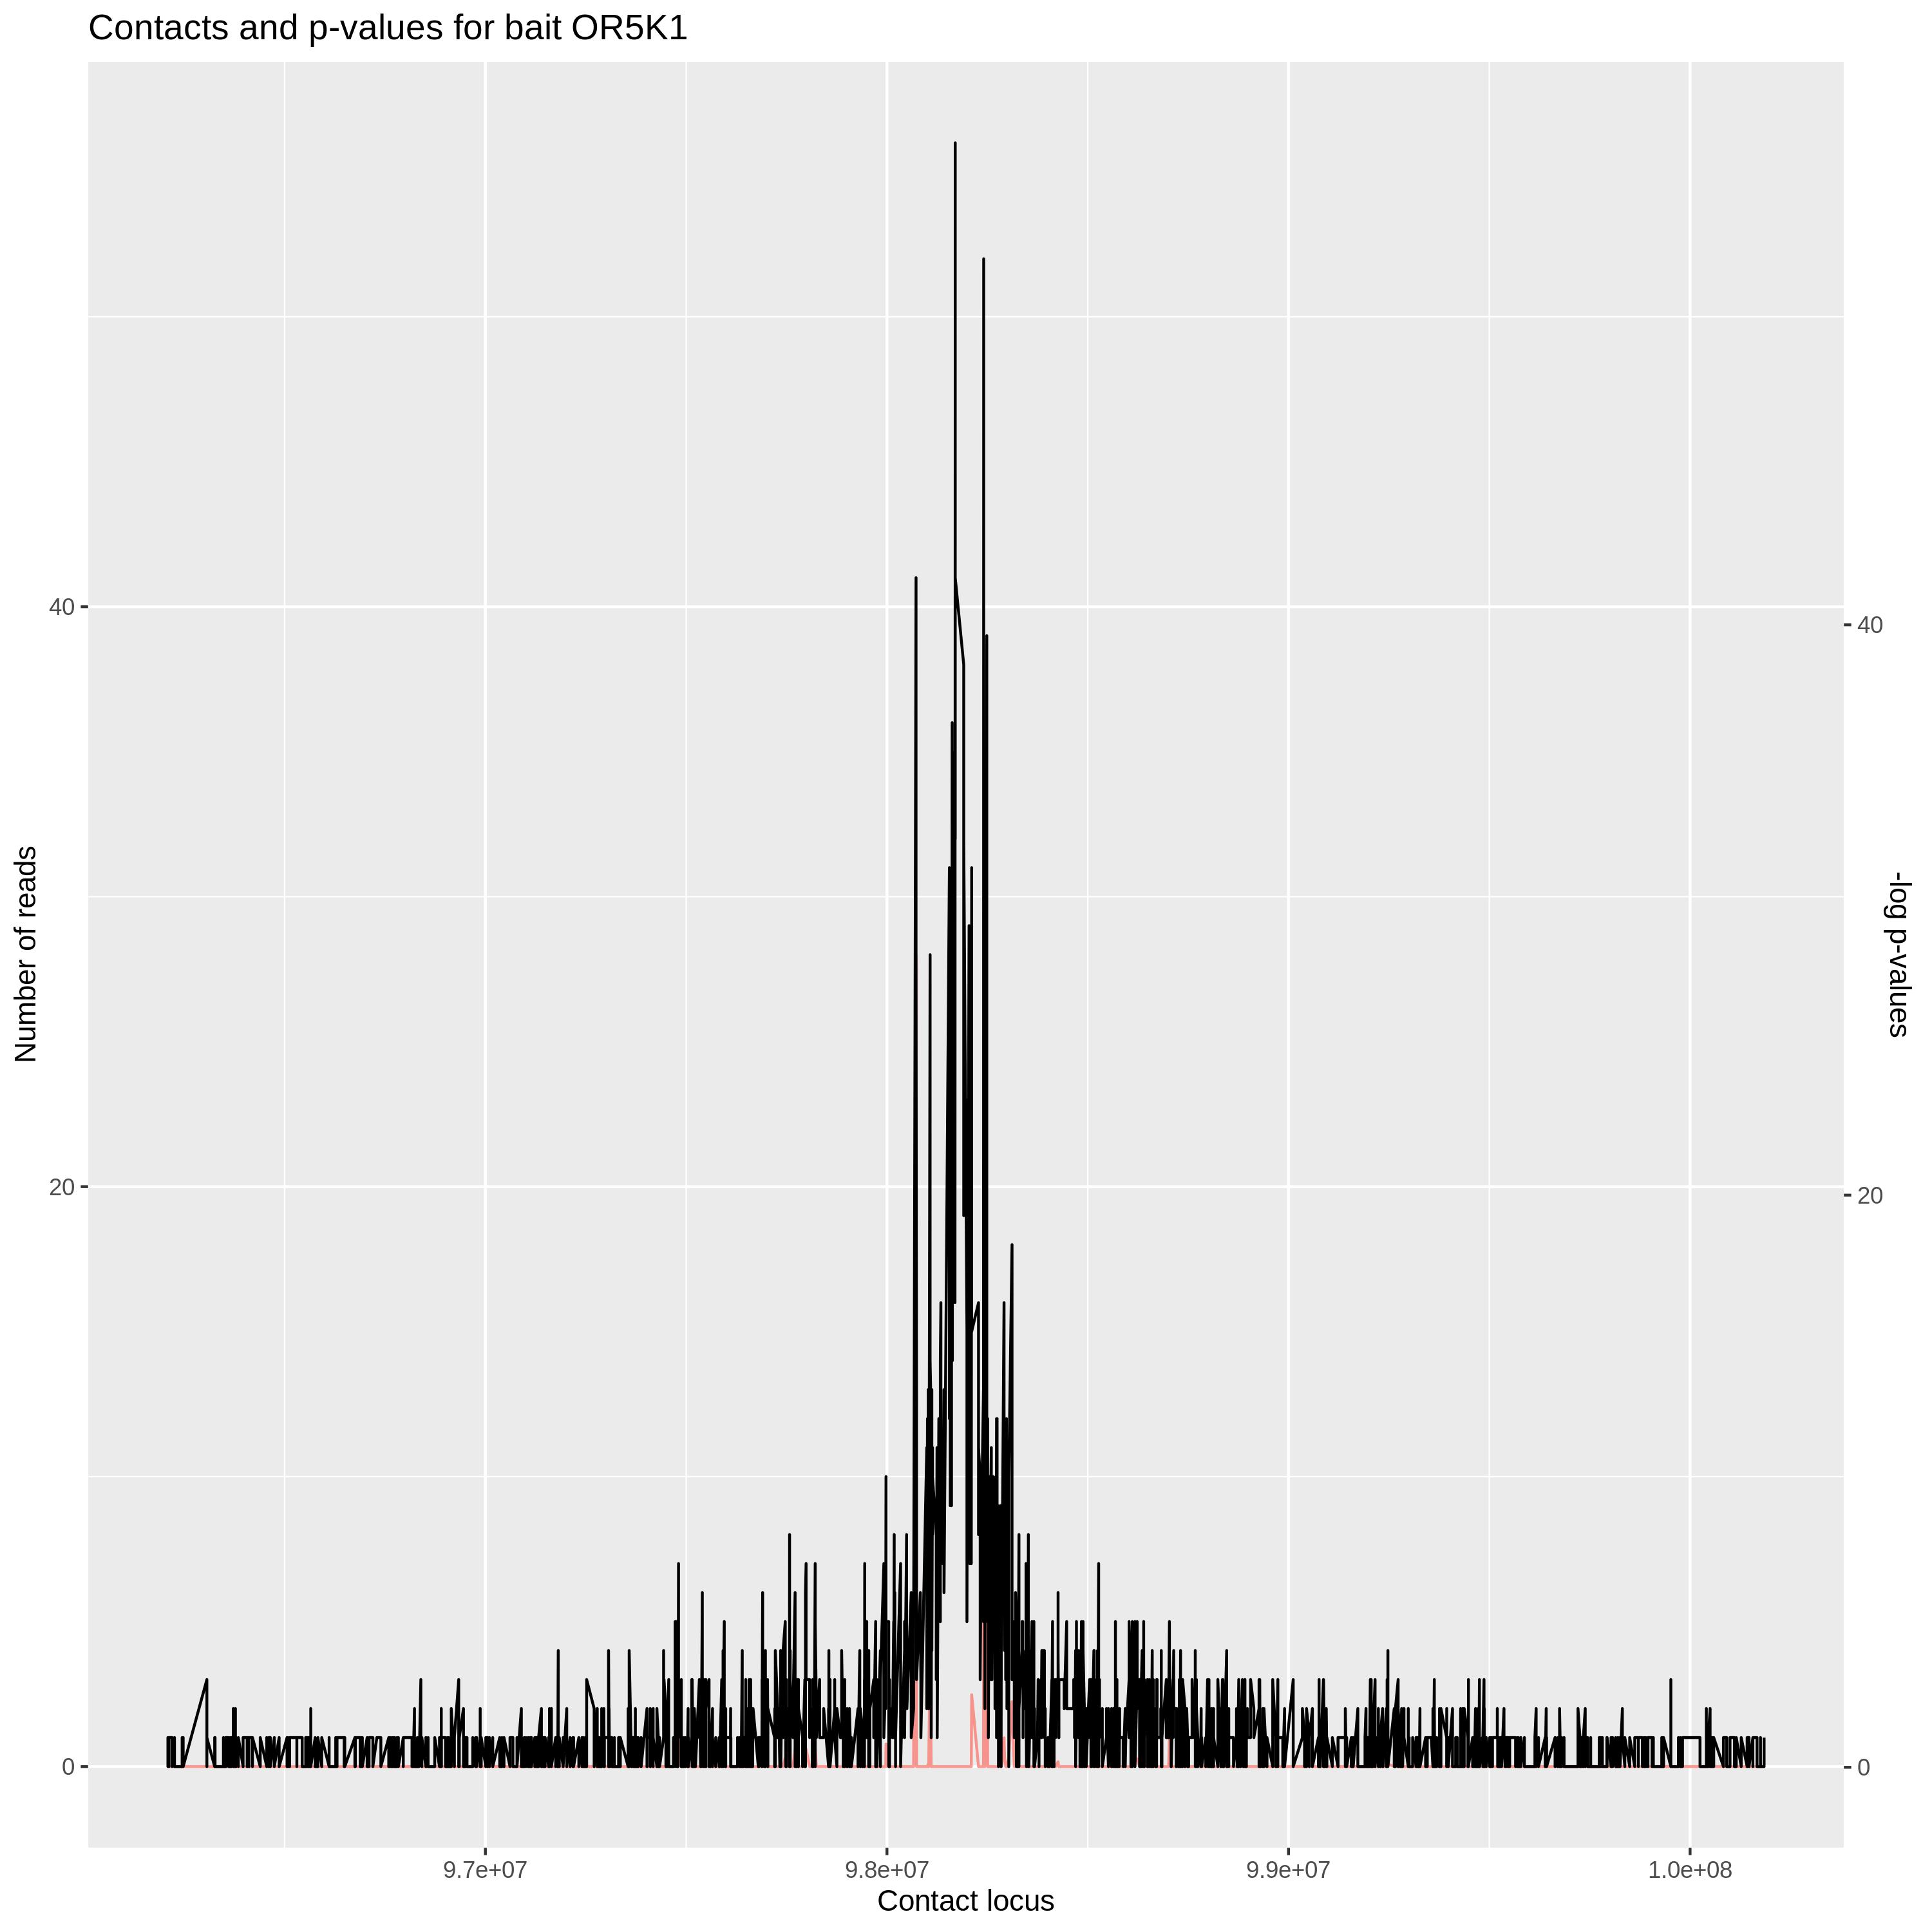 Contacts and p-values for bait OR5K1
Number of reads
40
20
0
-log p-values
40
20
0
9.7e+07
9.8e+07
9.9e+07
1.0e+08
Contact locus